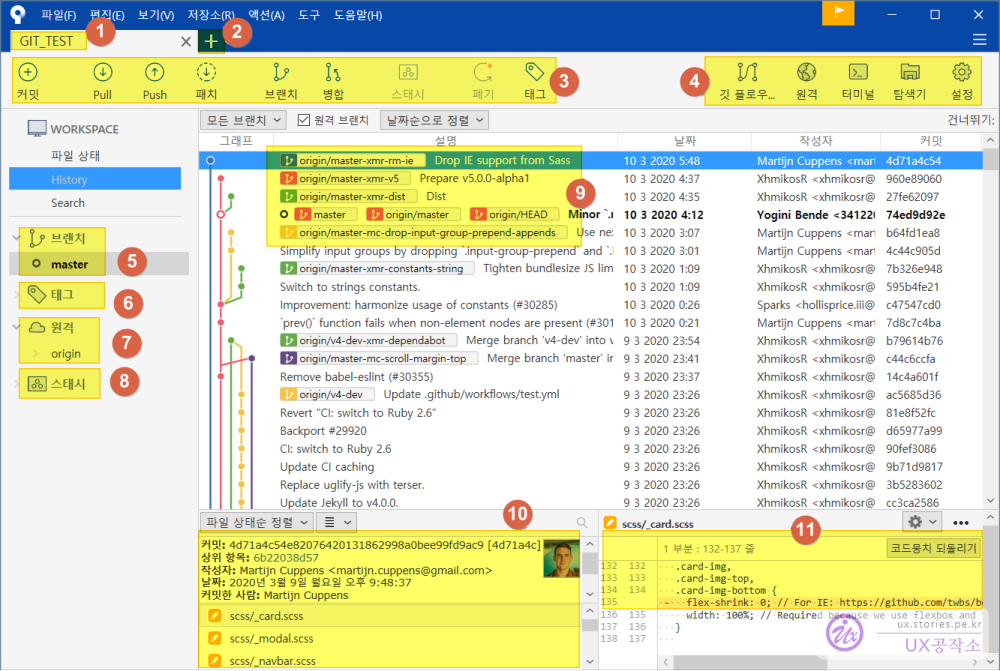 파일(F) 편집(E) 보기(V) 저장소(R) 액션(A) 도구 도움말(H)
GIT_TEST
1
2
커밋 Pull Push 패치 브랜치 병합 스태시 폐기 태그
3
4
깃 플로우... 원격 터미널 탐색기 설정
WORKSPACE
파일 상태
History
Search
브랜치
master
5
태그
6
원격
origin
7
스태시
8
모든 브랜치 원격 브랜치 날짜순으로 정렬 건너뛰기:
그래프 설명 날짜 작성자 커밋
origin/master-xmr-rm-ie Drop IE support from Sass 10 3 2020 5:48 Martijn Cuppens <mart 4d71a4c54
origin/master-xmr-v5 Prepare v5.0.0-alpha1 10 3 2020 4:37 XhmikosR <xhmikosr@ 960e89060
origin/master-xmr-dist Dist 10 3 2020 4:35 XhmikosR <xhmikosr@ 27fe62097
master origin/master origin/HEAD Minor `.r 10 3 2020 4:12 Yogini Bende <34122( 74ed9d92e
9
origin/master-mc-drop-input-group-prepend-appends Use nex 10 3 2020 3:07 Martijn Cuppens <mart b64fd1ea8
Simplify input groups by dropping `.input-group-prepend` and `.i 10 3 2020 3:01 Martijn Cuppens <mart 4c44c905d
origin/master-xmr-constants-string Tighten bundlesize JS lim 10 3 2020 1:09 XhmikosR <xhmikosr@ 7b326e948
Switch to strings constants. 10 3 2020 1:09 XhmikosR <xhmikosr@ 595b4fe21
Improvement: harmonize usage of constants (#30285) 10 3 2020 0:26 Sparks <hollisprice.iii@ c47547cd0
`prev()` function fails when non-element nodes are present (#301 10 3 2020 0:21 Martijn Cuppens <mart 7d8c7c4ba
origin/v4-dev-xmr-dependabot Merge branch 'v4-dev' into v 9 3 2020 23:54 XhmikosR <xhmikosr@ b79614b76
origin/master-mc-scroll-margin-top Merge branch 'master' in 9 3 2020 23:41 XhmikosR <xhmikosr@ c44c6ccfa
Remove babel-eslint (#30355) 9 3 2020 23:37 XhmikosR <xhmikosr@ 14c4a601f
origin/v4-dev Update .github/workflows/test.yml 9 3 2020 23:26 XhmikosR <xhmikosr@ ac5685d36
Revert "CI: switch to Ruby 2.6" 9 3 2020 23:26 XhmikosR <xhmikosr@ 81e8f52fc
Backport #29920 9 3 2020 23:26 XhmikosR <xhmikosr@ d65977a99
CI: switch to Ruby 2.6 9 3 2020 23:26 XhmikosR <xhmikosr@ 90fef3086
Update CI caching 9 3 2020 23:26 XhmikosR <xhmikosr@ 9b71d9817
Replace uglify-js with terser. 9 3 2020 23:26 XhmikosR <xhmikosr@ 3b5283602
Update Jekyll to v4.0.0. 9 3 2020 23:26 XhmikosR <xhmikosr@ cc3ca2586
파일 상태순 정렬
10
커밋: 4d71a4c54e82076420131862998a0bee99fd9ac9 [4d71a4c]
상위 항목: 6b22038d57
작성자: Martijn Cuppens <martijn.cuppens@gmail.com>
날짜: 2020년 3월 9일 월요일 오후 9:48:37
커밋한 사람: Martijn Cuppens
scss/_card.scss
scss/_modal.scss
scss/_navbar.scss
scss/_card.scss
11
1 부분 : 132-137 줄 코드뭉치 되돌리기
132 132 .card-img,
133 133 .card-img-top,
134 134 .card-img-bottom {
135 - flex-shrink: 0; // For IE: https://github.com/twbs/b
136 135 width: 100%; // Required because we use flexbox and
137 136 }
138 137
Ux
ux.stories.pe.kr
UX공작소